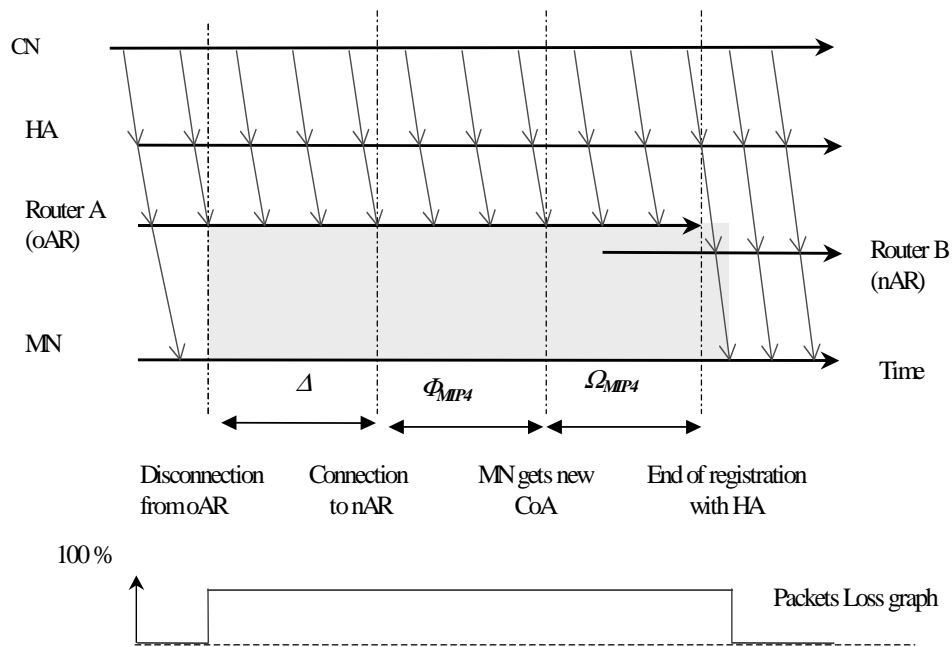 CN
HA
Router A
(oAR)
Router B
(nAR)
MN
Time
Δ
ΦMIP4
ΩMIP4
Disconnection
from oAR
Connection
to nAR
MN gets new
CoA
End of registration
with HA
100 %
Packets Loss graph